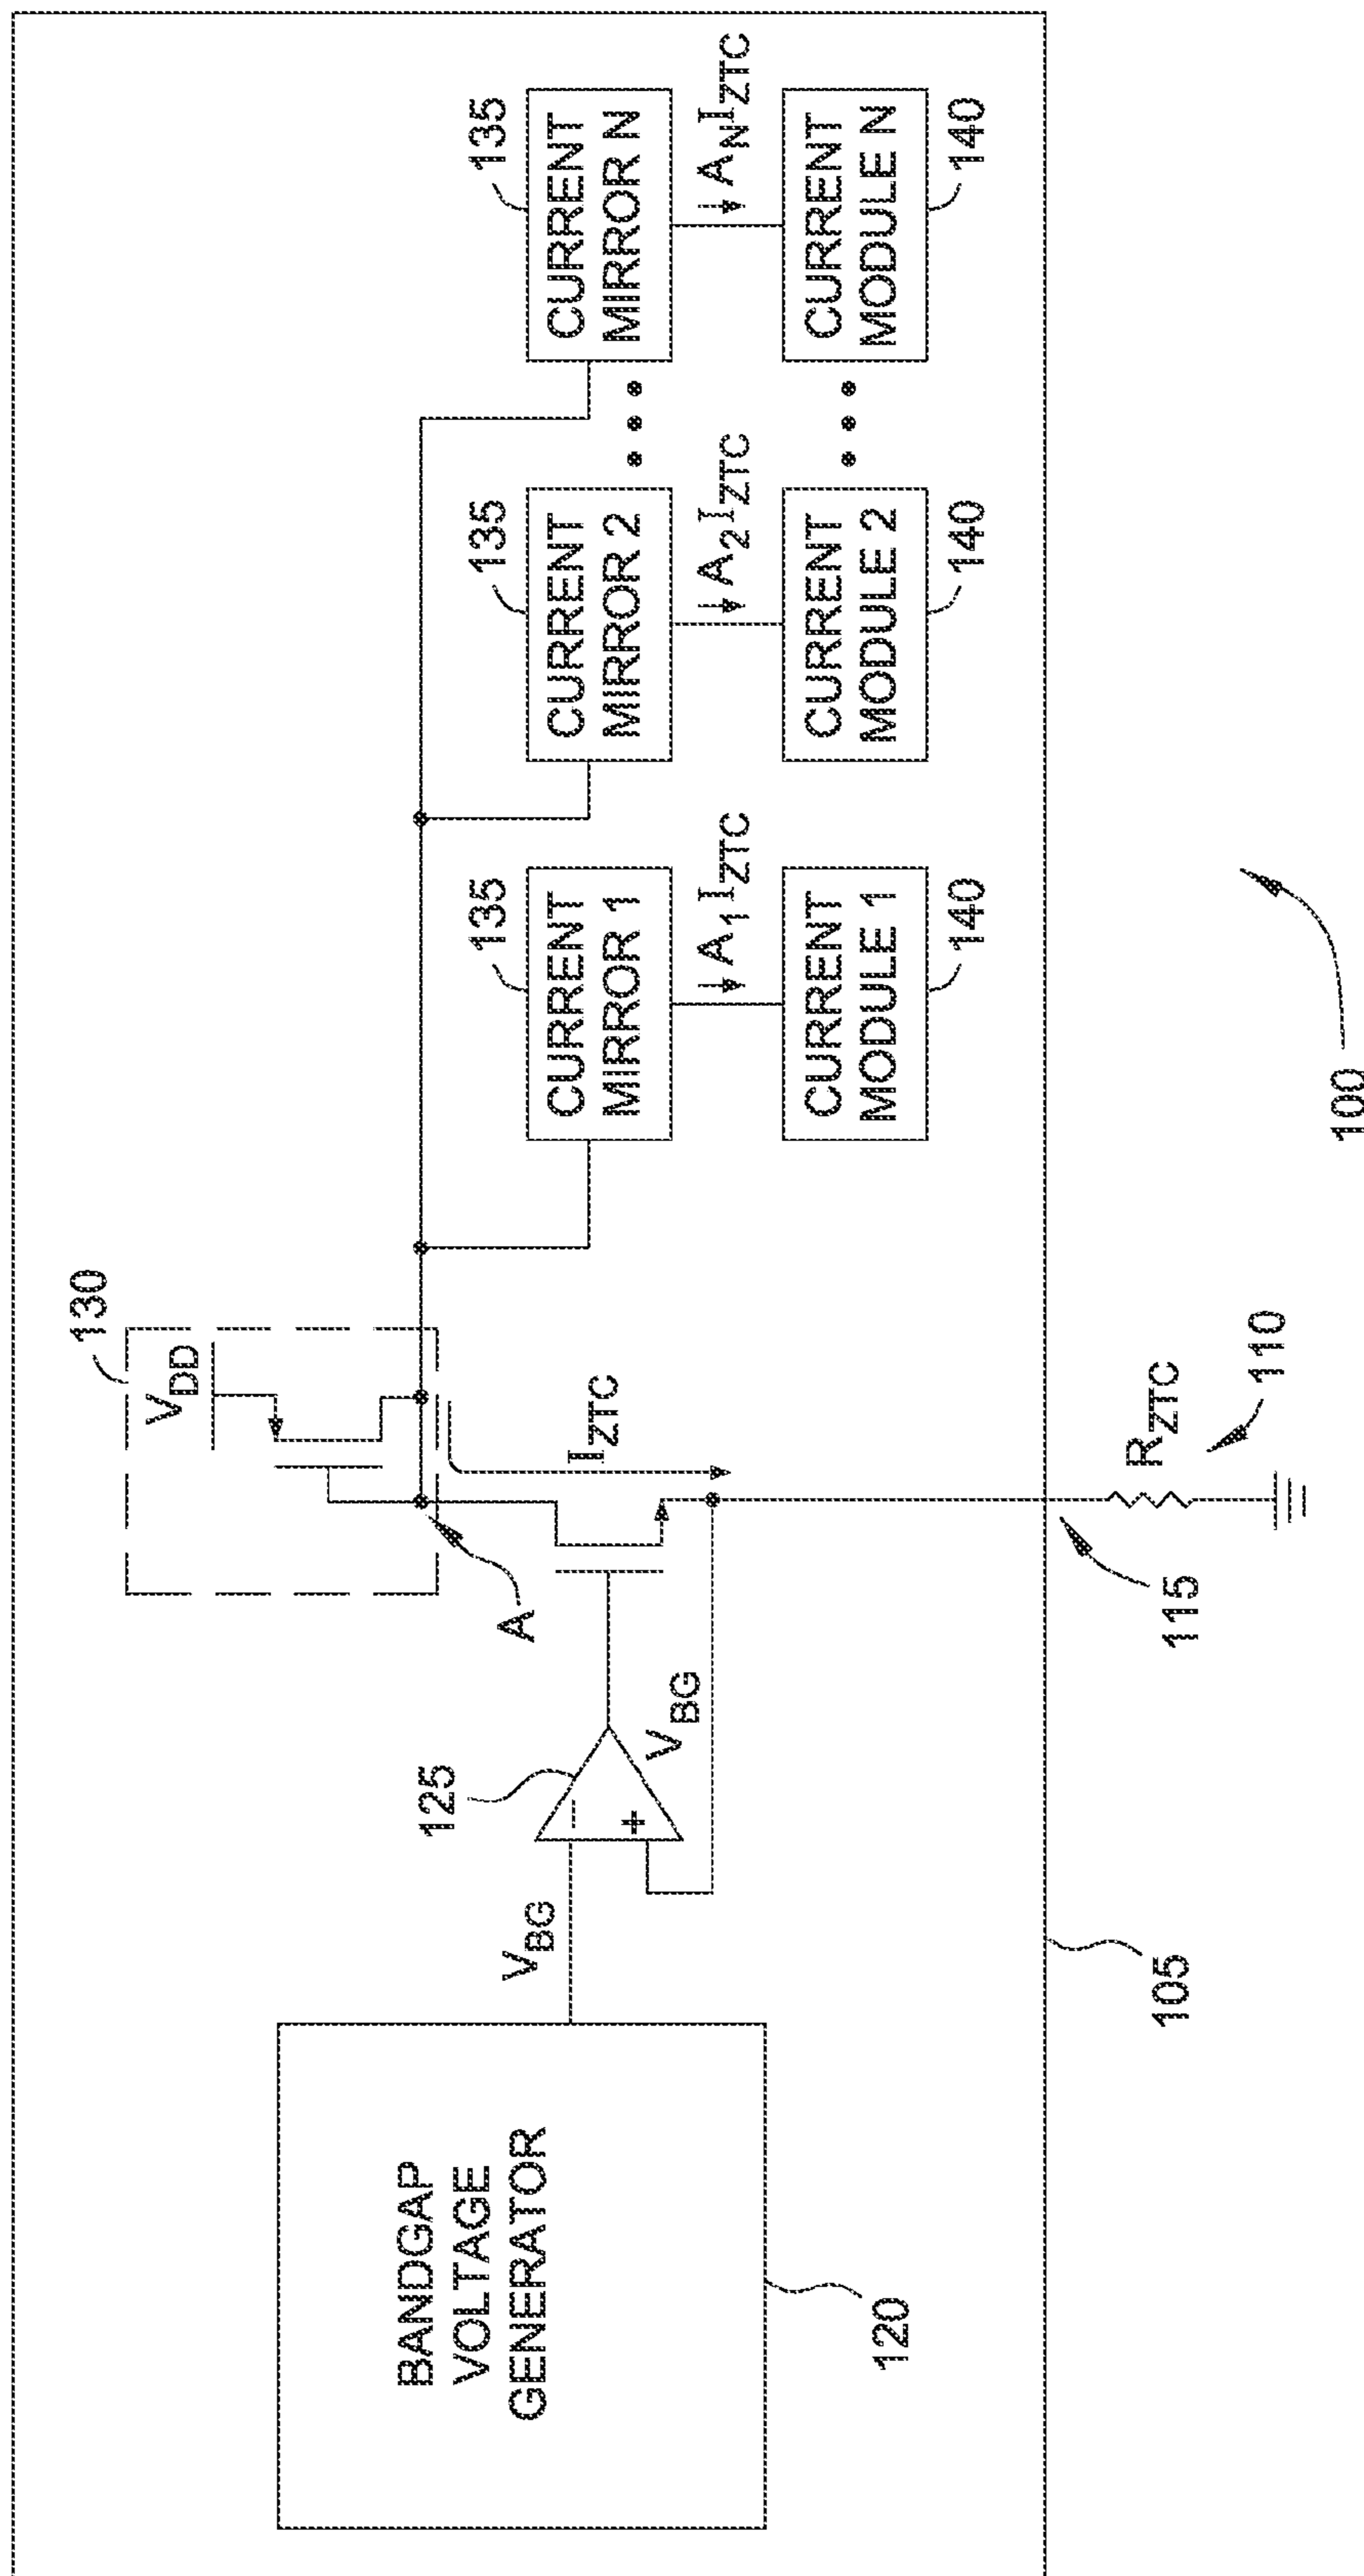 BANDGAP
VOLTAGE
GENERATOR
120
V_BG
125
−
+
V_BG
A
130
V_DD
I_ZTC
R_ZTC
110
115
105
135
CURRENT
MIRROR 1
A_1 I_ZTC
CURRENT
MODULE 1
140
135
CURRENT
MIRROR 2
A_2 I_ZTC
CURRENT
MODULE 2
140
135
CURRENT
MIRROR N
A_N I_ZTC
CURRENT
MODULE N
140
100